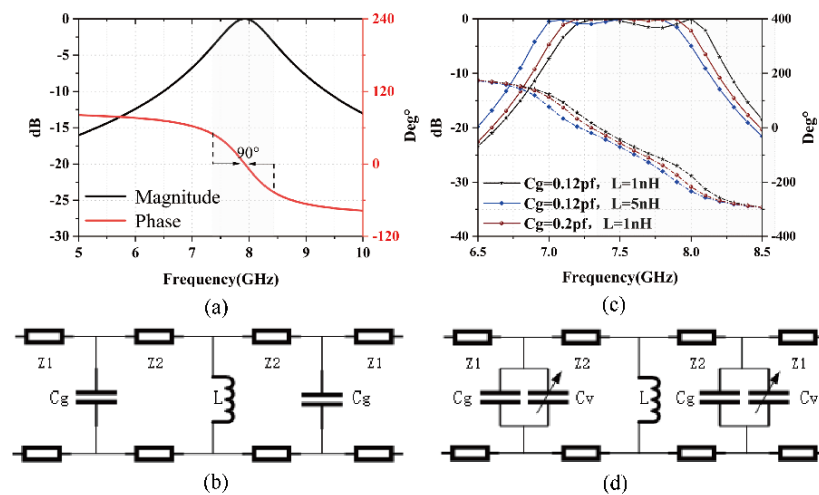 0
-5
-10
-15
-20
-25
-30
dB
240
120
0
-60
-120
Deg°
90°
Magnitude
Phase
5 6 7 8 9 10
Frequency(GHz)
(a)
0
-10
-20
-30
-40
dB
400
200
0
-200
-400
Deg°
Cg=0.12pf, L=1nH
Cg=0.12pf, L=5nH
Cg=0.2pf, L=1nH
6.5 7.0 7.5 8.0 8.5
Frequency(GHz)
(c)
Z1 Z2 Z2 Z1
Cg L Cg
(b)
Z1 Z2 Z2 Z1
Cg Cv L Cg Cv
(d)